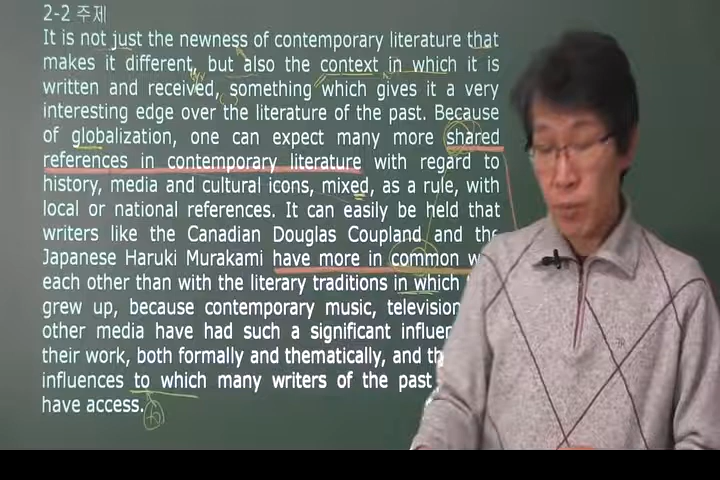 2-2 주제
It is not just the newness of contemporary literature that
makes it different, but also the context in which it is
written and received, something which gives it a very
interesting edge over the literature of the past. Because
of globalization, one can expect many more shared
references in contemporary literature with regard to
history, media and cultural icons, mixed, as a rule, with
local or national references. It can easily be held that
writers like the Canadian Douglas Coupland and the
Japanese Haruki Murakami have more in common w
each other than with the literary traditions in which
grew up, because contemporary music, television
other media have had such a significant influen
their work, both formally and thematically, and th
influences to which many writers of the past
have access.